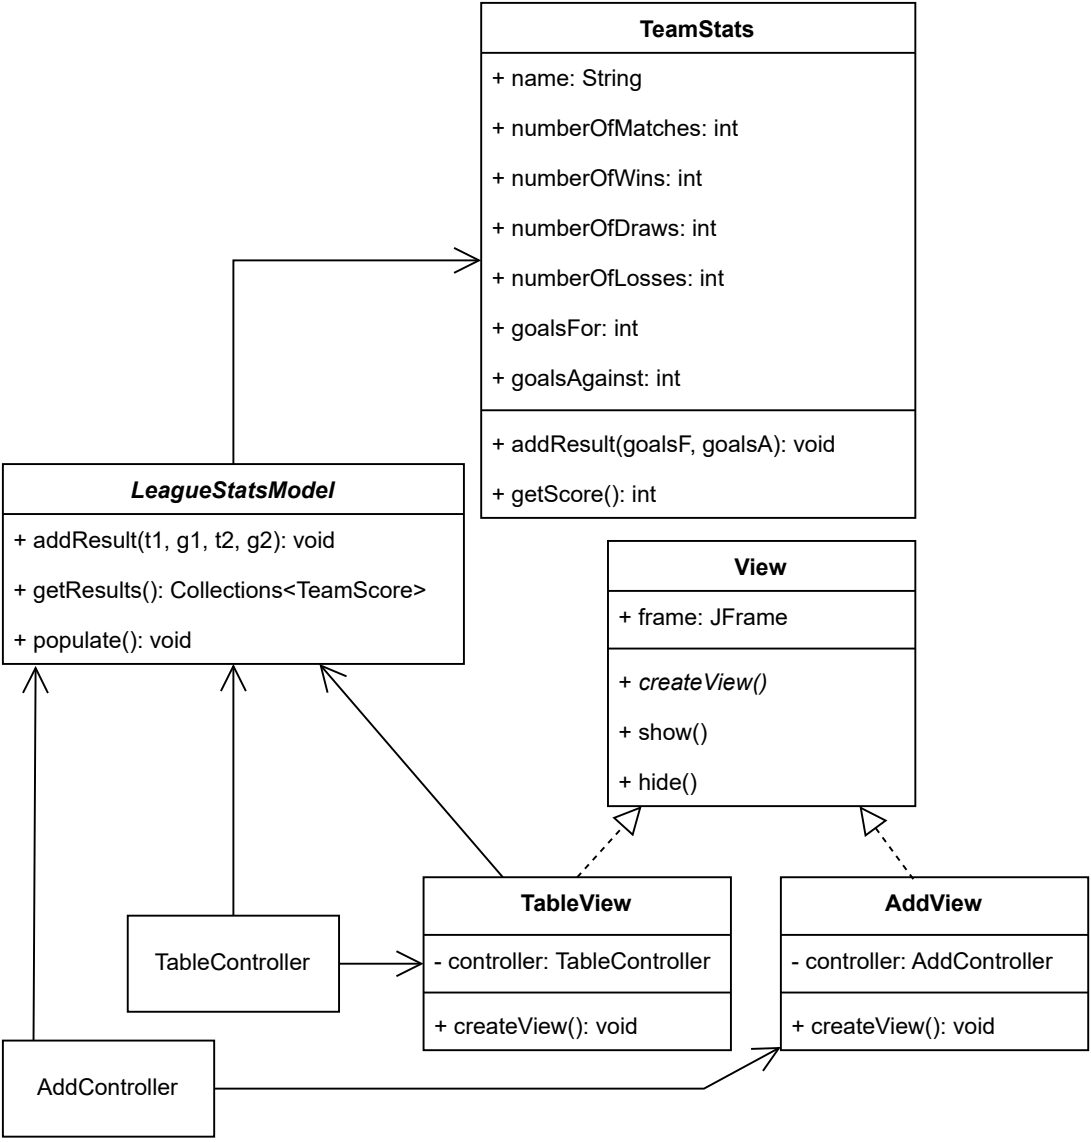 TeamStats
+ name: String
+ numberOfMatches: int
+ numberOfWins: int
+ numberOfDraws: int
+ numberOfLosses: int
+ goalsFor: int
+ goalsAgainst: int
+ addResult(goalsF, goalsA): void
+ getScore(): int
LeagueStatsModel
+ addResult(t1, g1, t2, g2): void
+ getResults(): Collections<TeamScore>
+ populate(): void
View
+ frame: JFrame
+ createView()
+ show()
+ hide()
TableView
- controller: TableController
+ createView(): void
AddView
- controller: AddController
+ createView(): void
TableController
AddController